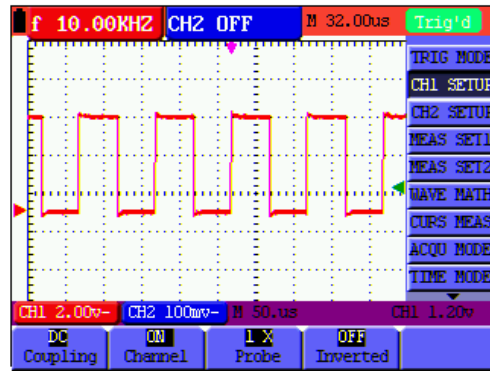 f 10.00KHZ CH2 OFF M 32.00us Trig'd
TRIG MODE
CH1 SETUP
CH2 SETUP
MEAS SET1
MEAS SET2
WAVE MATH
CURS MEAS
ACQU MODE
TIME MODE
CH1 2.00v- CH2 100mv- M 50.us CH1 1.20v
DC ON 1 X OFF
Coupling Channel Probe Inverted